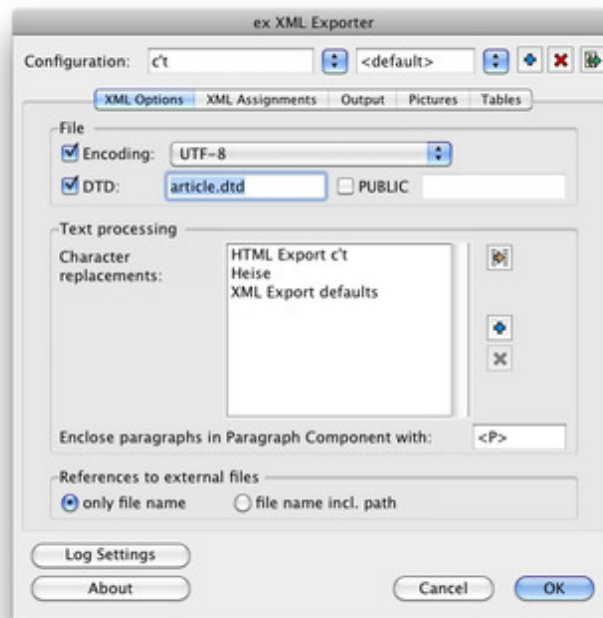 ex XML Exporter
Configuration: c't <default>
XML Options XML Assignments Output Pictures Tables
File
Encoding: UTF-8
DTD: article.dtd PUBLIC
Text processing
Character replacements:
HTML Export c't
Heise
XML Export defaults
Enclose paragraphs in Paragraph Component with: <P>
References to external files
only file name file name incl. path
Log Settings
About Cancel OK